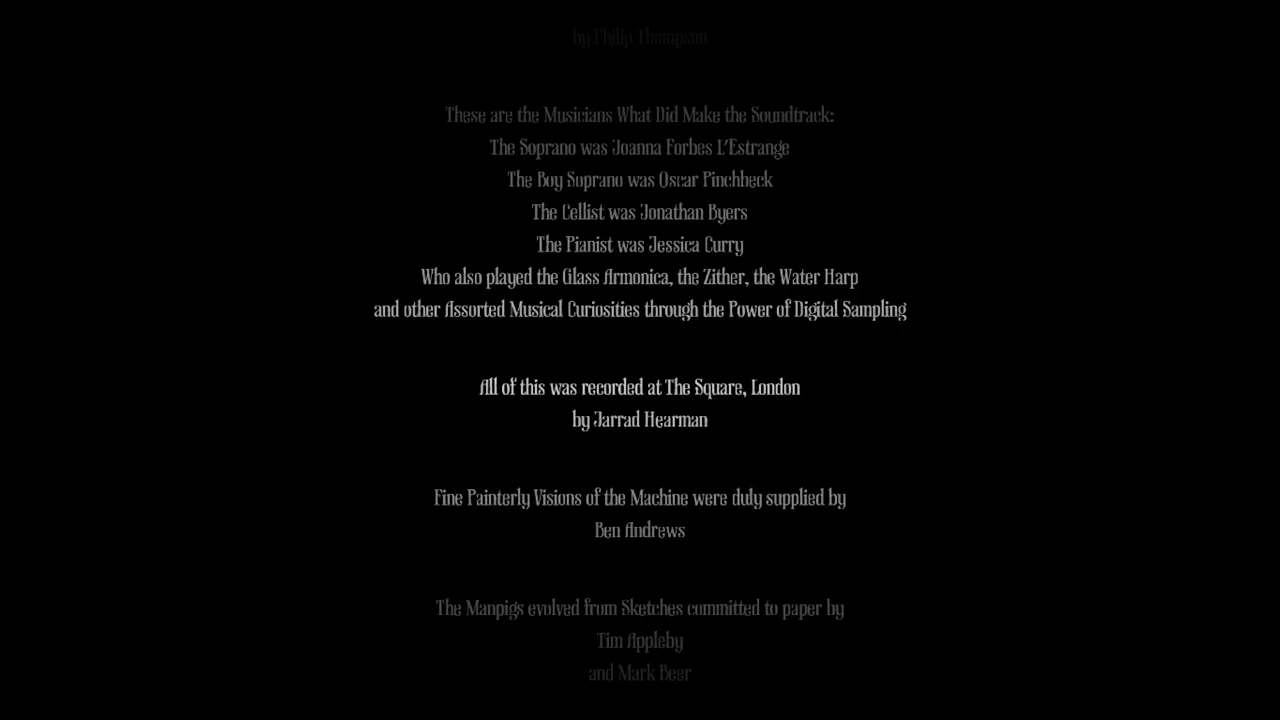 by Philip Thompson
These are the Musicians What Did Make the Soundtrack:
The Soprano was Joanna Forbes L'Estrange
The Boy Soprano was Oscar Pinchbeck
The Cellist was Jonathan Byers
The Pianist was Jessica Curry
Who also played the Glass Armonica, the Zither, the Water Harp
and other Assorted Musical Curiosities through the Power of Digital Sampling
All of this was recorded at The Square, London
by Jarrad Hearman
Fine Painterly Visions of the Machine were duly supplied by
Ben Andrews
The Manpigs evolved from Sketches committed to paper by
Tim Appleby
and Mark Beer